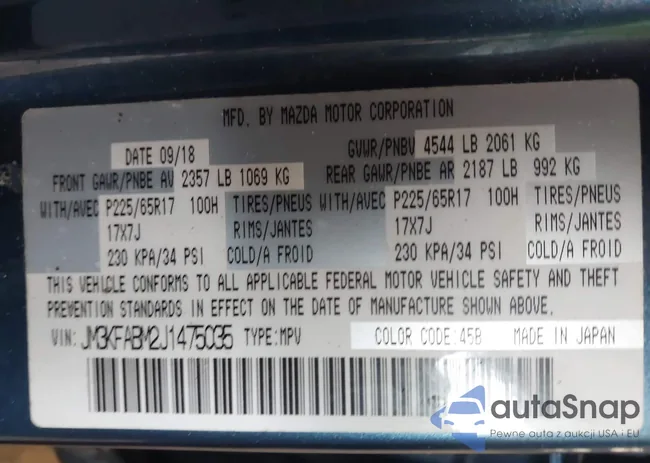 MFD. BY MAZDA MOTOR CORPORATION
DATE 09/18 GVWR/PNBV 4544 LB 2061 KG
FRONT GAWR/PNBE AV 2357 LB 1069 KG REAR GAWR/PNBE AR 2187 LB 992 KG
WITH/AVEC P225/65R17 100H TIRES/PNEUS WITH/AVEC P225/65R17 100H TIRES/PNEUS
17X7J RIMS/JANTES 17X7J RIMS/JANTES
230 KPA/34 PSI COLD/A FROID 230 KPA/34 PSI COLD/A FROID
THIS VEHICLE CONFORMS TO ALL APPLICABLE FEDERAL MOTOR VEHICLE SAFETY AND THEFT
PREVENTION STANDARDS IN EFFECT ON THE DATE OF MANUFACTURE SHOWN ABOVE.
VIN: JM3KFABM2J1475035 TYPE:MPV COLOR CODE:45B MADE IN JAPAN
autaSnap
Pewne auta z aukcji USA i EU